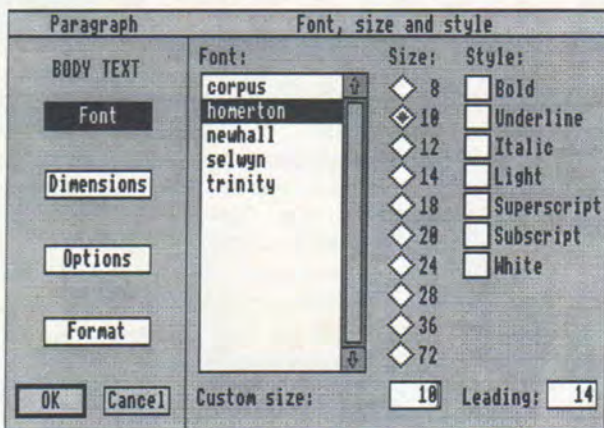 Paragraph
Font, size and style
BODY TEXT
Font
Dimensions
Options
Format
OK
Cancel
Font:
corpus
homerton
newhall
selwyn
trinity
Size:
8
10
12
14
18
20
24
28
36
72
Style:
Bold
Underline
Italic
Light
Superscript
Subscript
White
Custom size: 10
Leading: 14